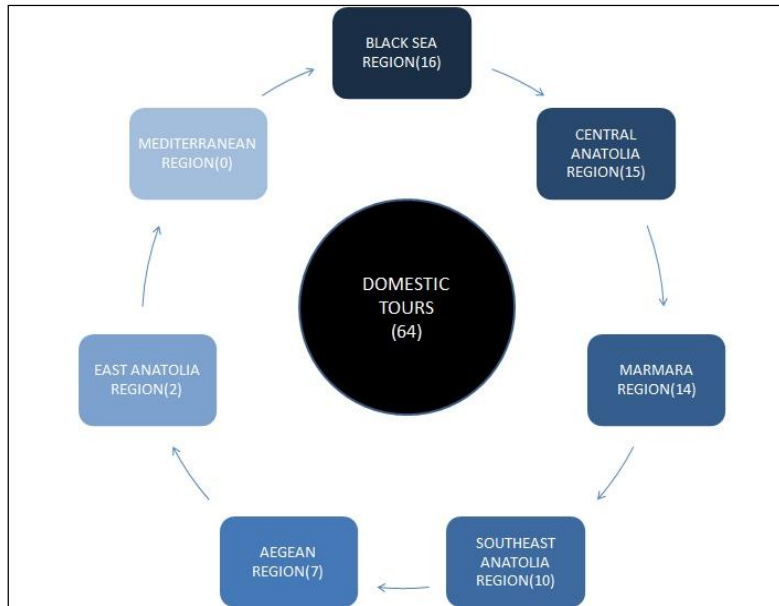 BLACK SEA
REGION(16)
CENTRAL
ANATOLIA
REGION(15)
MARMARA
REGION(14)
SOUTHEAST
ANATOLIA
REGION(10)
AEGEAN
REGION(7)
EAST ANATOLIA
REGION(2)
MEDITERRANEAN
REGION(0)
DOMESTIC
TOURS
(64)